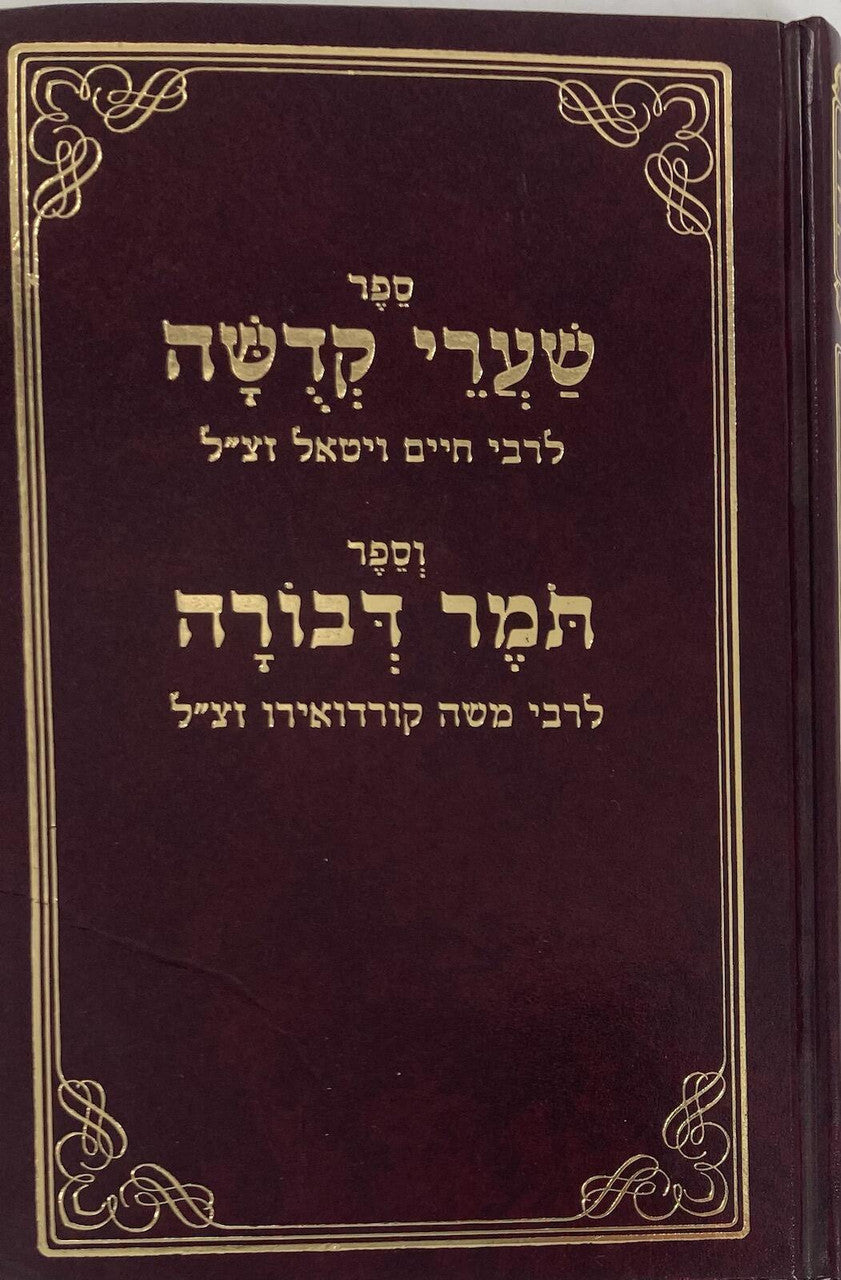 סֵפֶר
שַׁעֲרֵי קְדֻשָּׁה
לרבי חיים ויטאל זצ״ל
וְסֵפֶר
תֹּמֶר דְּבוֹרָה
לרבי משה קורדואירו זצ״ל